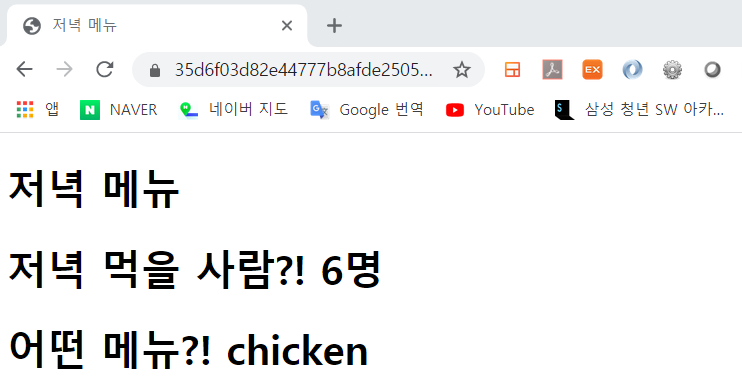 저녁 메뉴
35d6f03d82e44777b8afde2505...
EX
앱 N NAVER 네이버 지도 Google 번역 YouTube S 삼성 청년 SW 아카...
저녁 메뉴
저녁 먹을 사람?! 6명
어떤 메뉴?! chicken